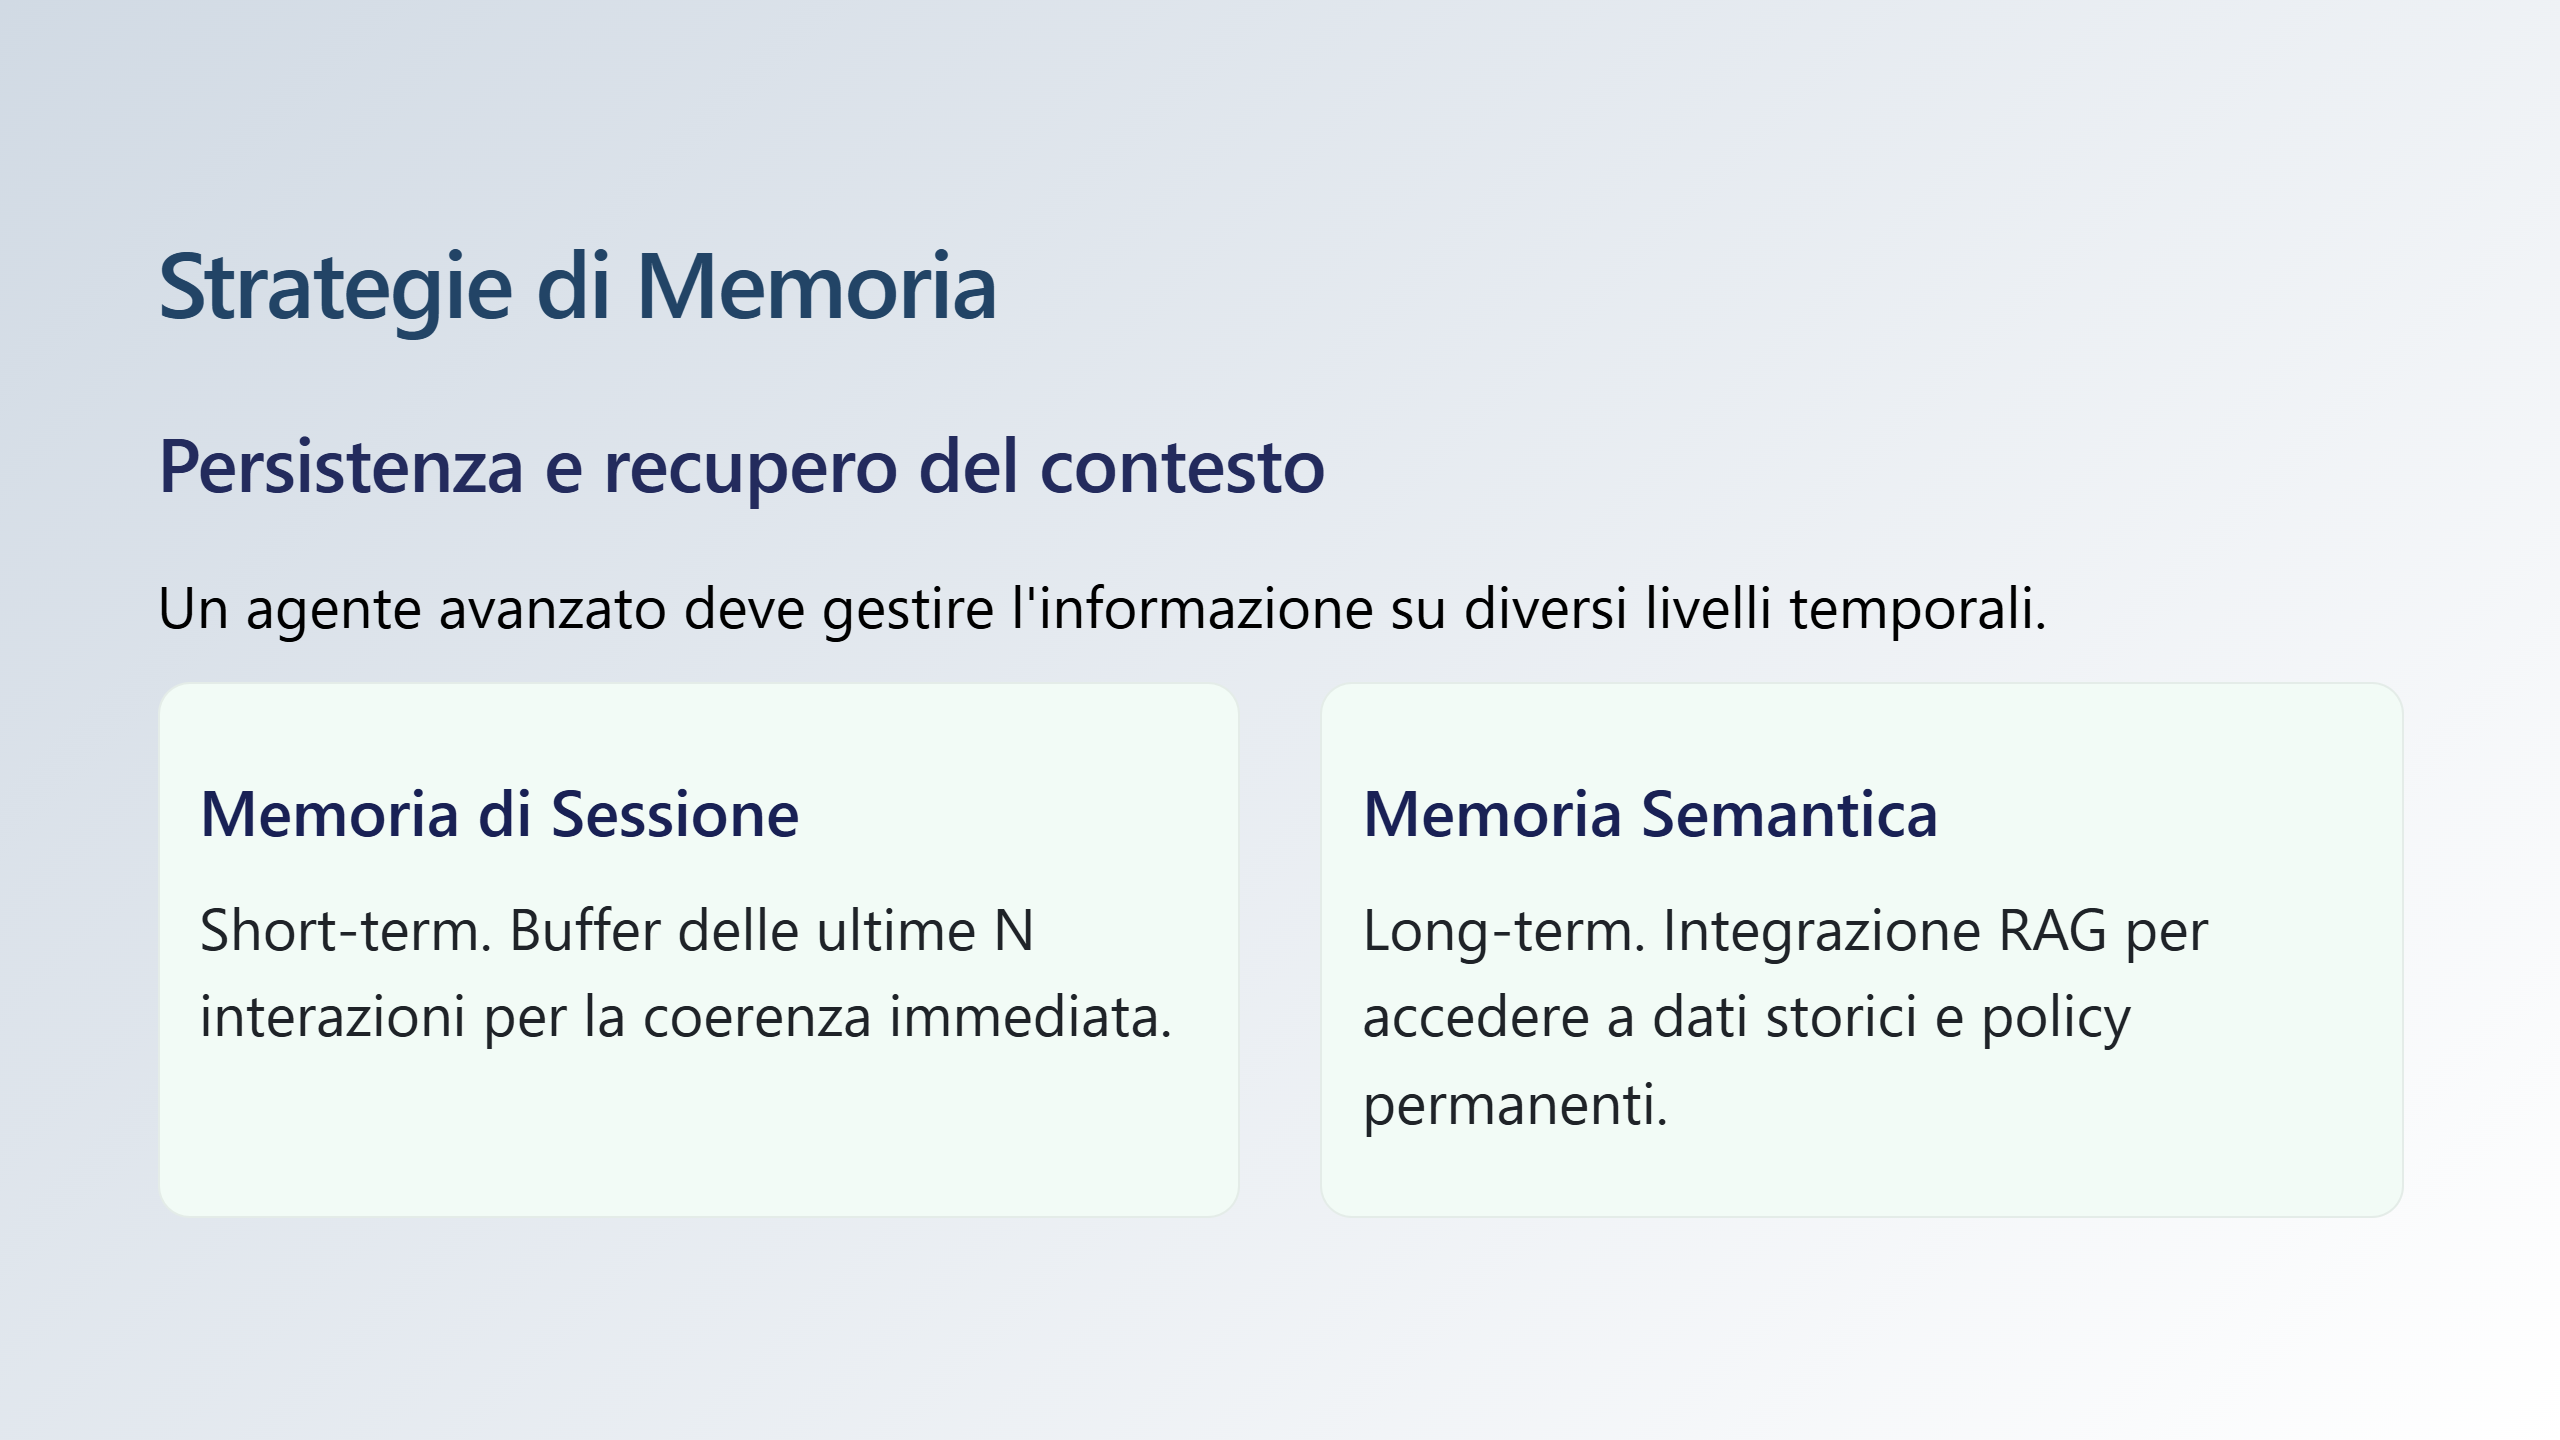 Strategie di Memoria
Persistenza e recupero del contesto
Un agente avanzato deve gestire l'informazione su diversi livelli temporali.
Memoria di Sessione
Short-term. Buffer delle ultime N
interazioni per la coerenza immediata.
Memoria Semantica
Long-term. Integrazione RAG per
accedere a dati storici e policy
permanenti.